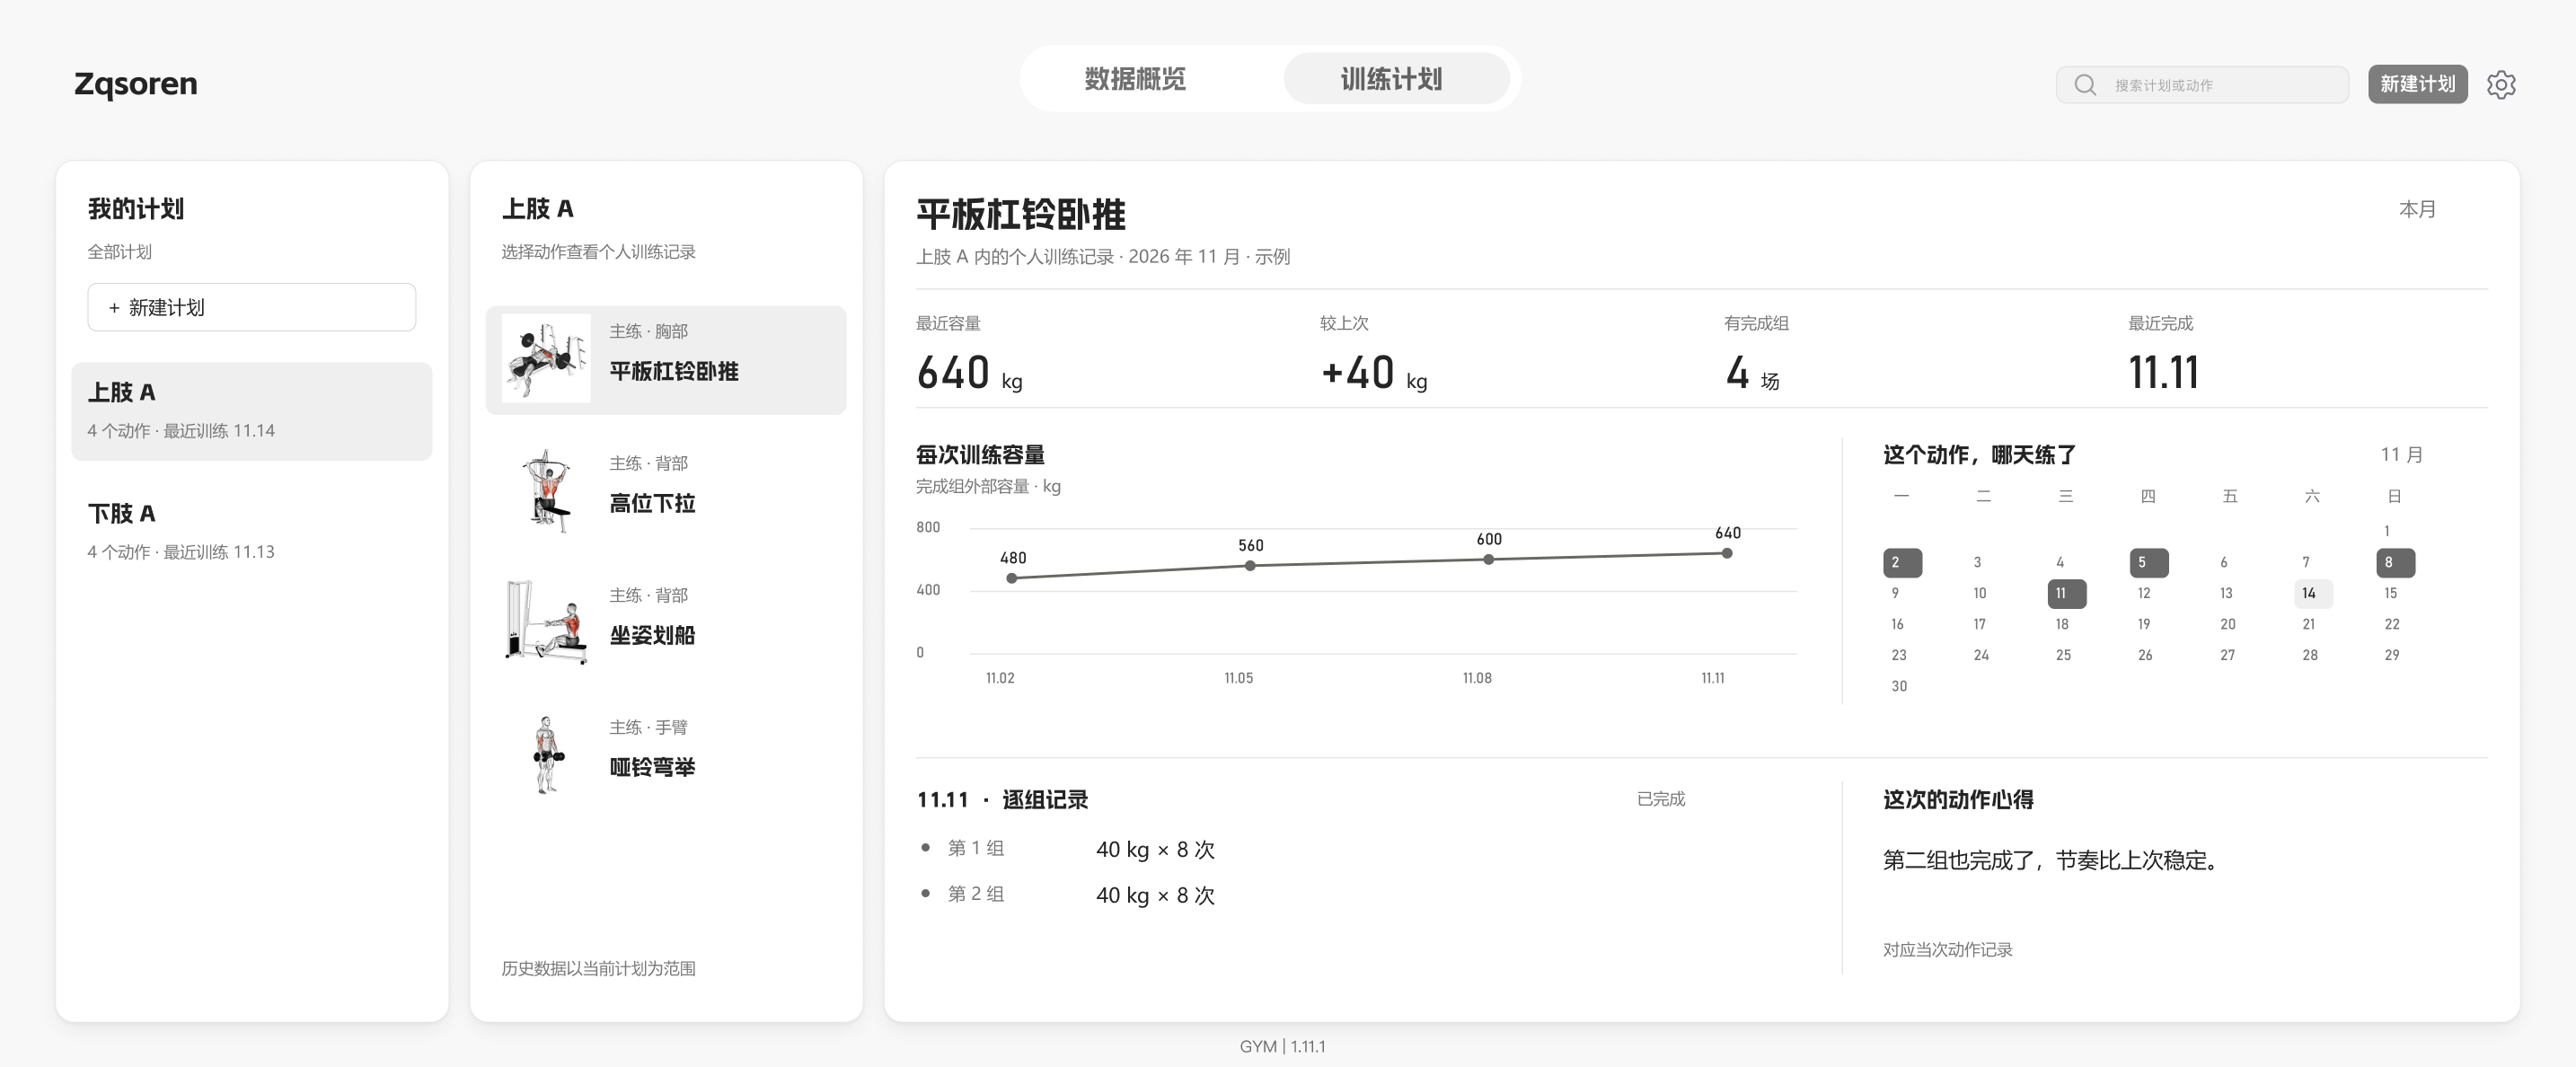 Zqsoren
数据概览
训练计划
搜索计划或动作
新建计划
我的计划
全部计划
+ 新建计划
上肢 A
4 个动作 · 最近训练 11.14
下肢 A
4 个动作 · 最近训练 11.13
上肢 A
选择动作查看个人训练记录
主练 · 胸部
平板杠铃卧推
主练 · 背部
高位下拉
主练 · 背部
坐姿划船
主练 · 手臂
哑铃弯举
历史数据以当前计划为范围
平板杠铃卧推
本月
上肢 A 内的个人训练记录 · 2026 年 11 月 · 示例
最近容量
640 kg
较上次
+40 kg
有完成组
4 场
最近完成
11.11
每次训练容量
完成组外部容量 · kg
800
400
0
480
560
600
640
11.02
11.05
11.08
11.11
这个动作，哪天练了
11 月
一 二 三 四 五 六 日
1
2 3 4 5 6 7 8
9 10 11 12 13 14 15
16 17 18 19 20 21 22
23 24 25 26 27 28 29
30
11.11 · 逐组记录
已完成
第 1 组 40 kg × 8 次
第 2 组 40 kg × 8 次
这次的动作心得
第二组也完成了，节奏比上次稳定。
对应当次动作记录
GYM | 1.11.1